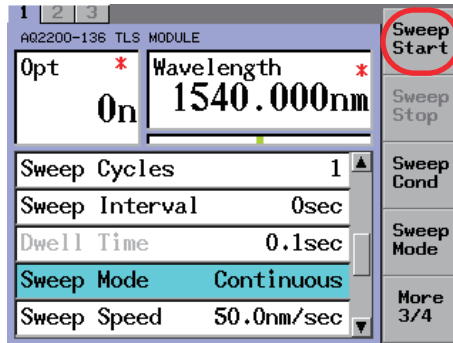 1 2 3
AQ2200-136 TLS MODULE
Opt *
On
Wavelength *
1540.000nm
Sweep Cycles 1
Sweep Interval 0sec
Dwell Time 0.1sec
Sweep Mode Continuous
Sweep Speed 50.0nm/sec
Sweep
Start
Sweep
Stop
Sweep
Cond
Sweep
Mode
More
3/4